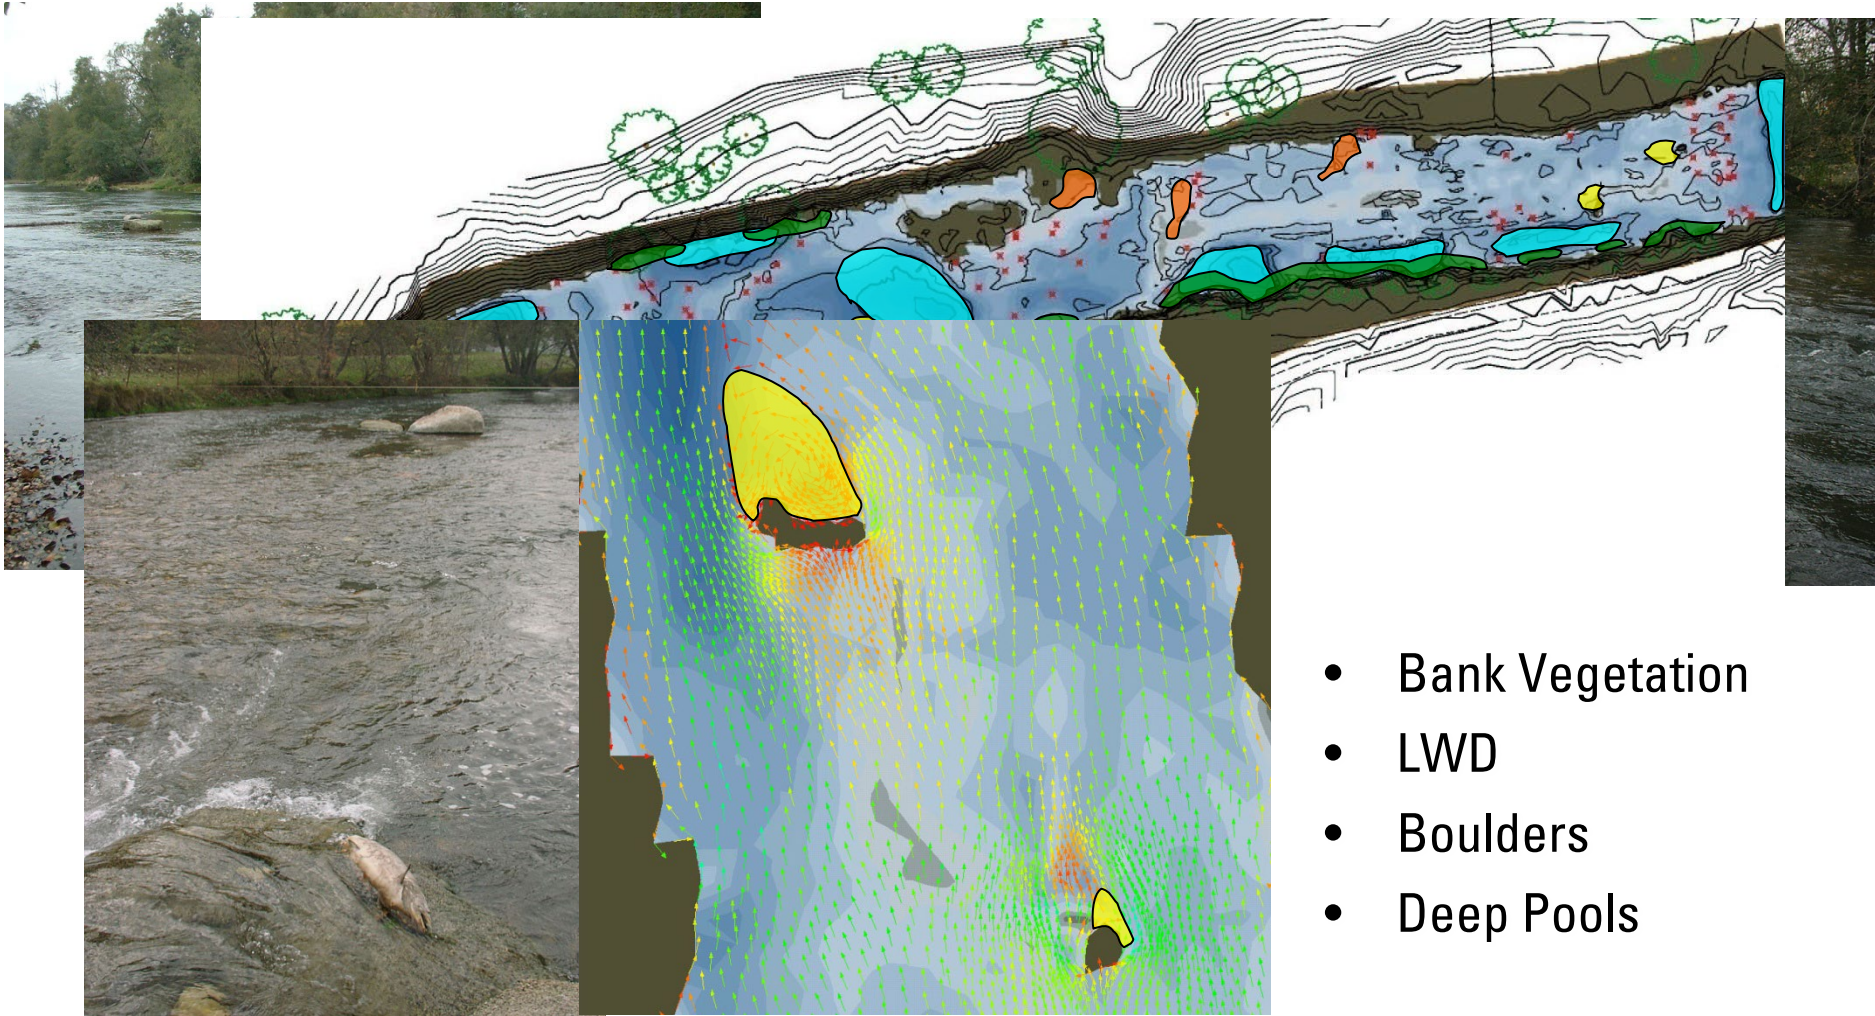 • Bank Vegetation
• LWD
• Boulders
• Deep Pools